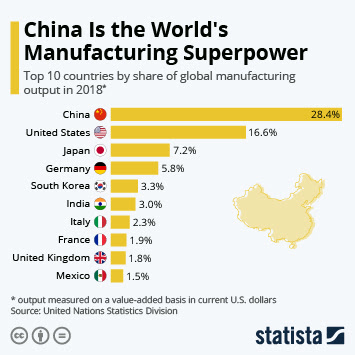 China Is the World's
Manufacturing Superpower
Top 10 countries by share of global manufacturing
output in 2018*
China 28.4%
United States 16.6%
Japan 7.2%
Germany 5.8%
South Korea 3.3%
India 3.0%
Italy 2.3%
France 1.9%
United Kingdom 1.8%
Mexico 1.5%
* output measured on a value-added basis in current U.S. dollars
Source: United Nations Statistics Division
statista